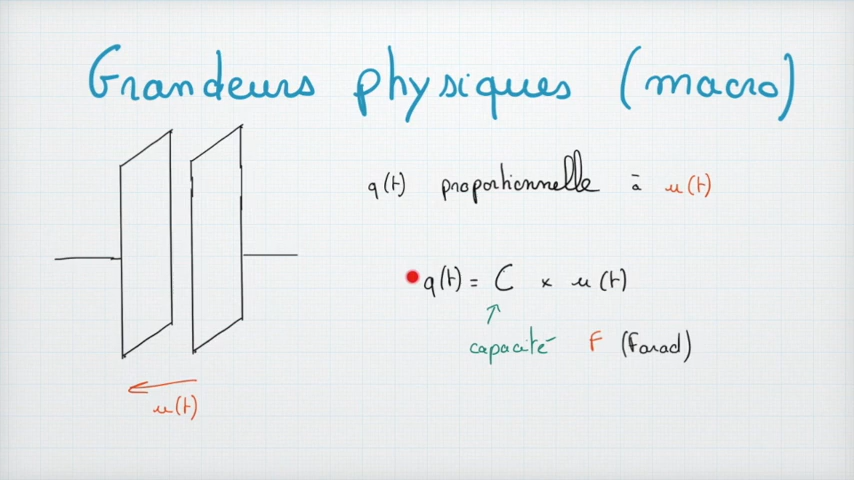 Grandeurs physiques (macro)
q(t) proportionnelle à u(t)
q(t) = C × u(t)
capacité F (Farad)
u(t)